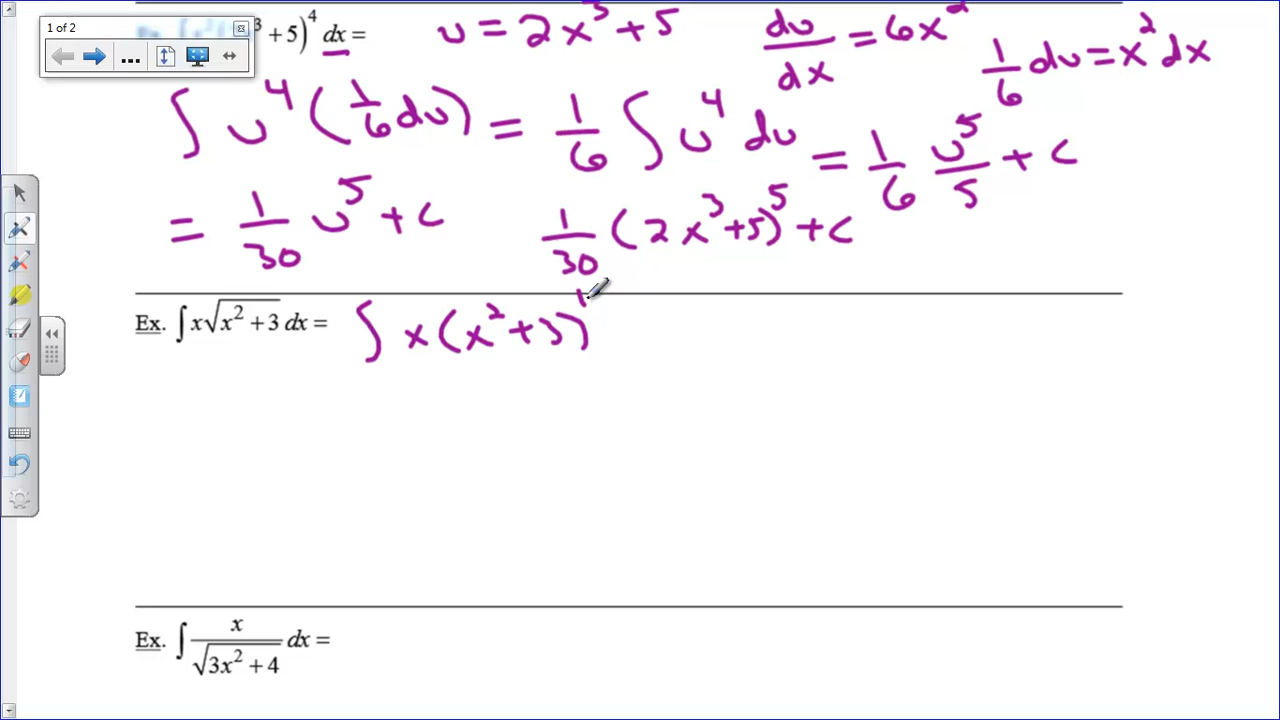 1 of 2
³ + 5)⁴ dx = u = 2x³ + 5 du/dx = 6x² 1/6 du = x² dx
∫ u⁴ (1/6 du) = 1/6 ∫ u⁴ du = 1/6 u⁵/5 + c
= 1/30 u⁵ + c 1/30 (2x³+5)⁵ + c
Ex. ∫ x√(x² + 3) dx = ∫ x (x² + 3)¹
Ex. ∫ x/√(3x² + 4) dx =